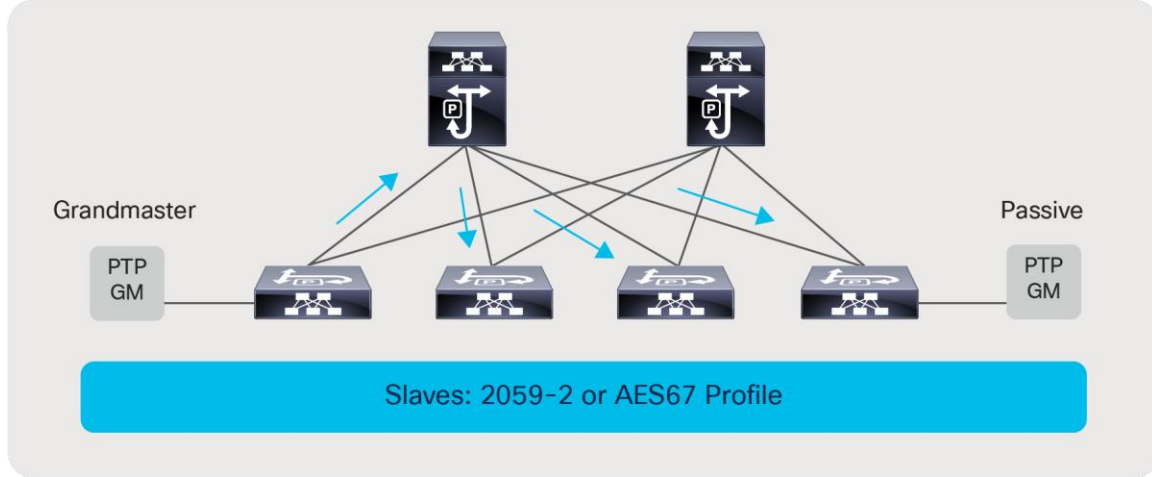 Grandmaster
Passive
PTP
GM
PTP
GM
P
P
P
P
P
P
Slaves: 2059-2 or AES67 Profile